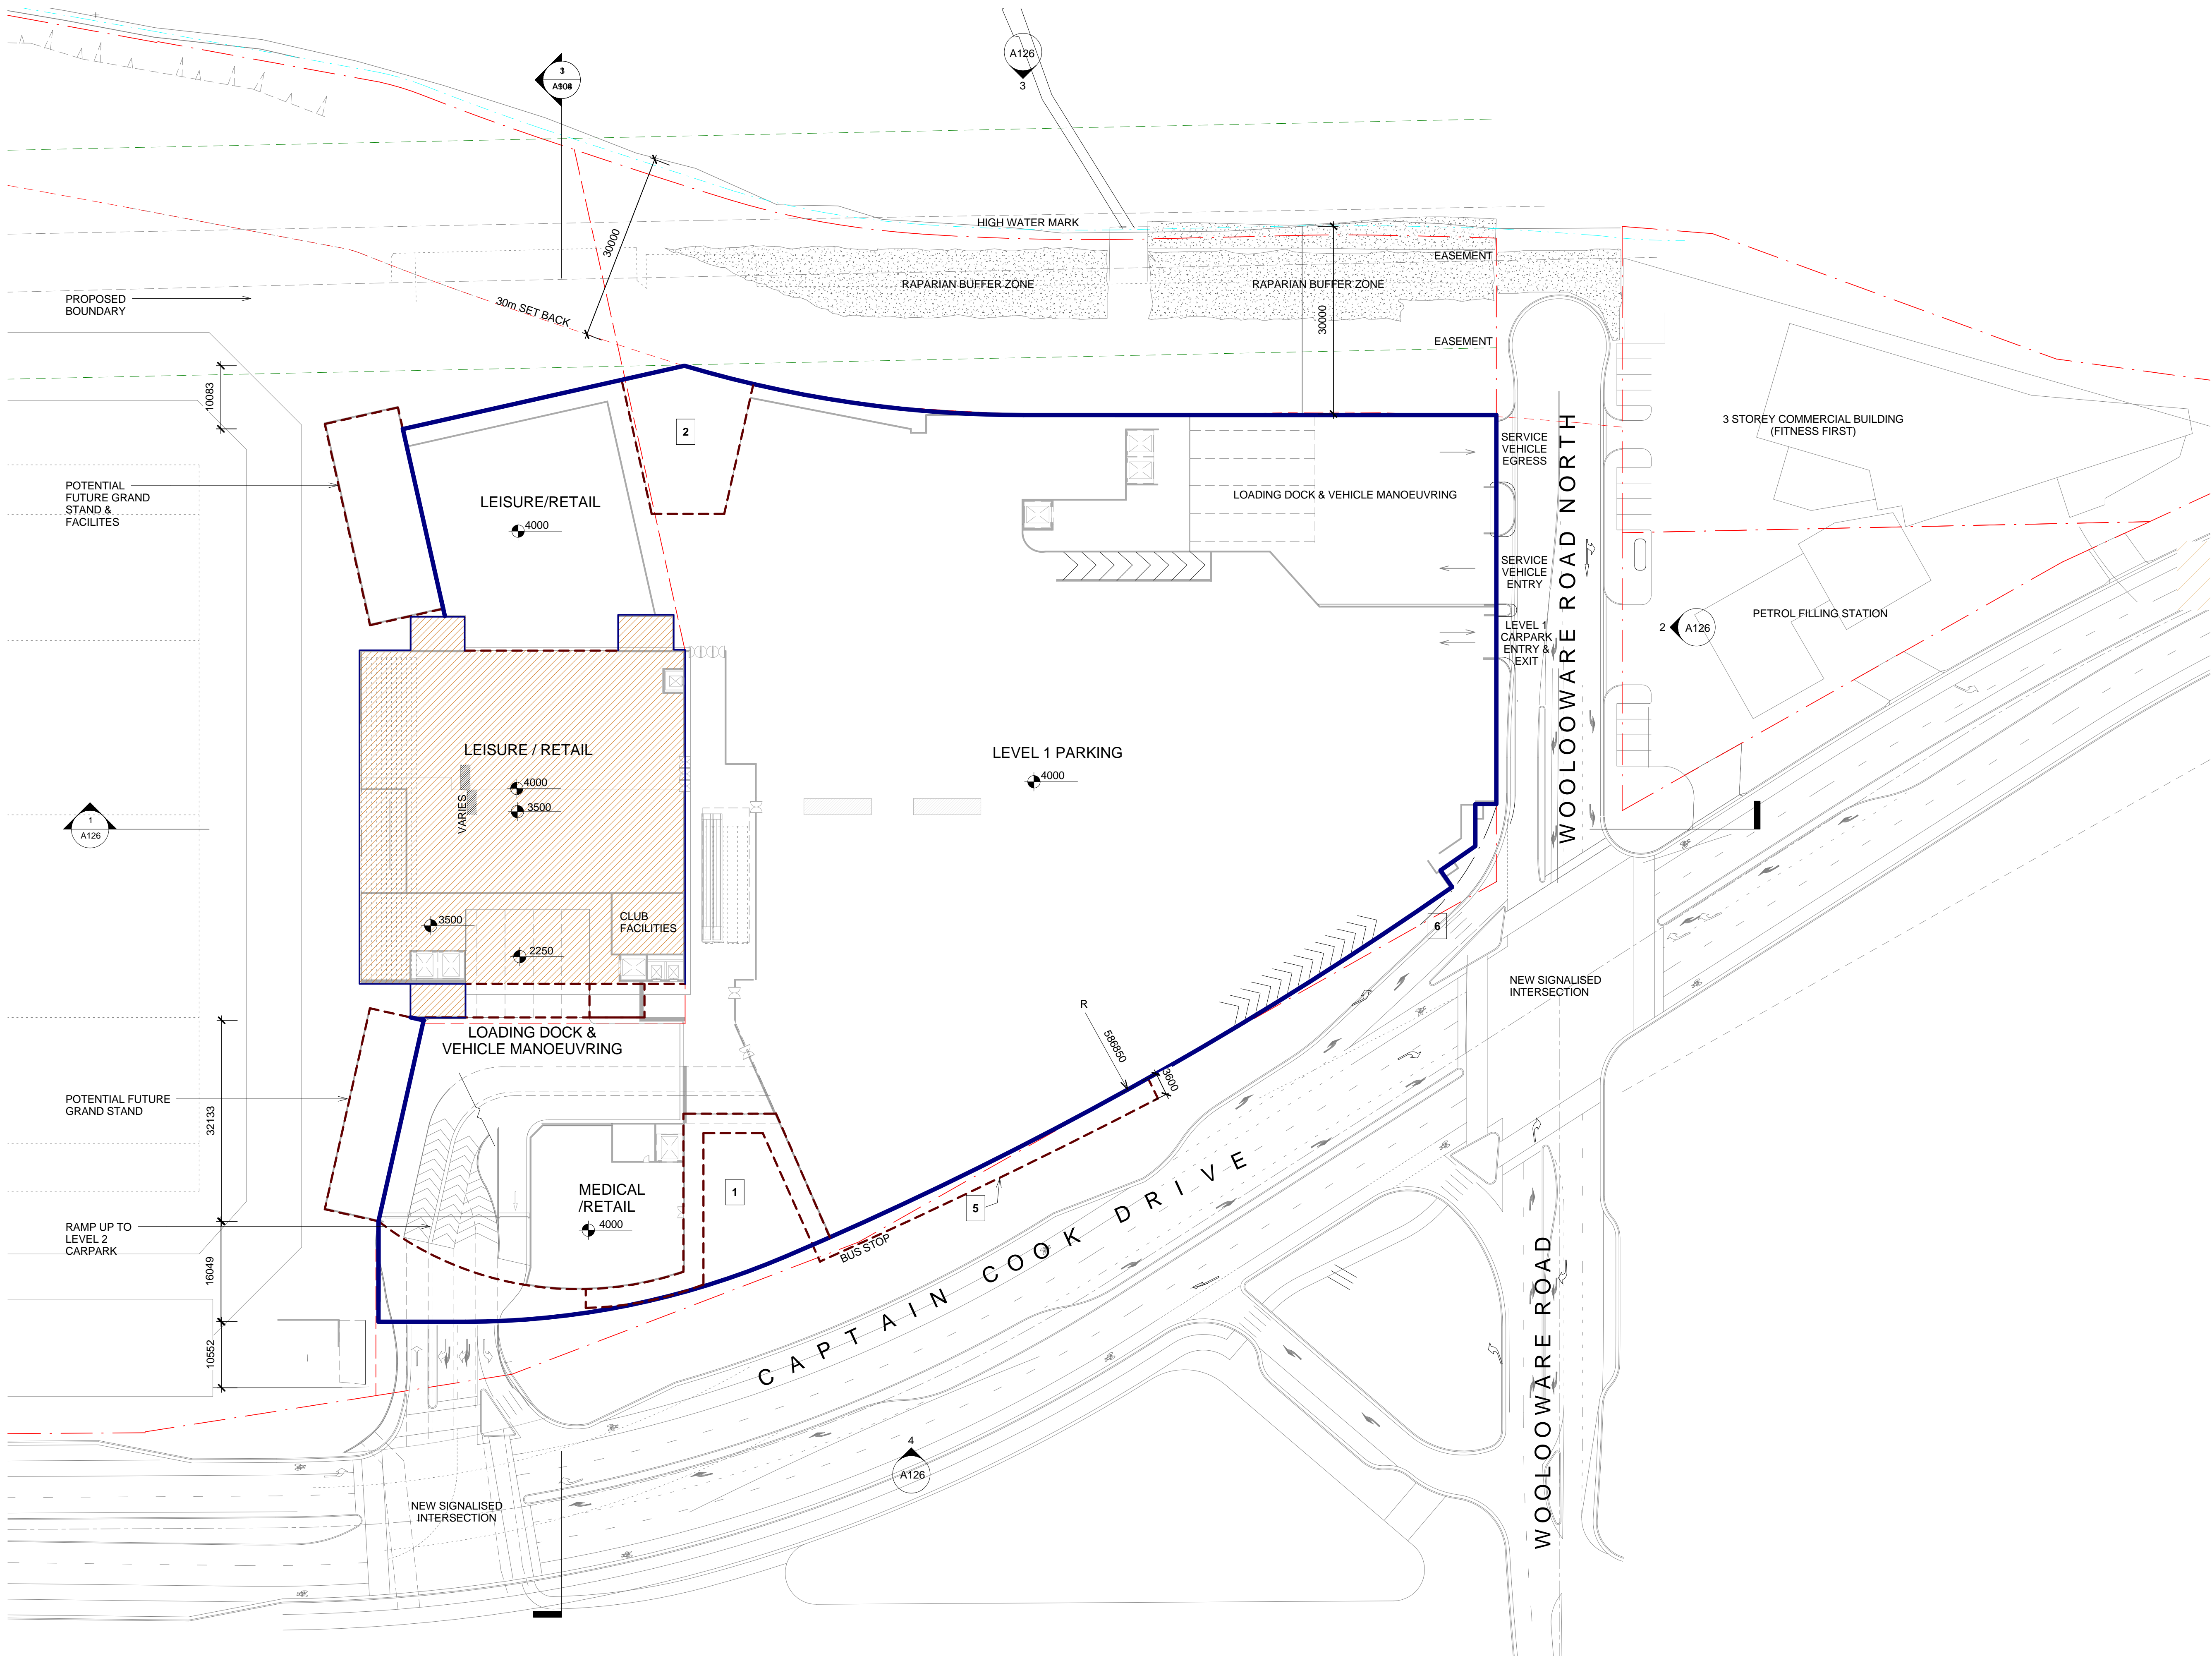 3
A126
3
HIGH WATER MARK
EASEMENT
RAPARIAN BUFFER ZONE
RAPARIAN BUFFER ZONE
PROPOSED
BOUNDARY
30000
30m SET BACK
30000
EASEMENT
10083
2
3 STOREY COMMERCIAL BUILDING
(FITNESS FIRST)
SERVICE
VEHICLE
EGRESS
POTENTIAL
FUTURE GRAND
STAND &
FACILITES
LEISURE/RETAIL
4000
LOADING DOCK & VEHICLE MANOEUVRING
WOOLOOWARE ROAD NORTH
SERVICE
VEHICLE
ENTRY
PETROL FILLING STATION
2
A126
LEVEL 1
CARPARK
ENTRY &
EXIT
LEISURE / RETAIL
4000
3500
VARIES
LEVEL 1 PARKING
4000
1
A126
3500
2250
CLUB
FACILITIES
6
NEW SIGNALISED
INTERSECTION
R
586850
3600
LOADING DOCK &
VEHICLE MANOEUVRING
POTENTIAL FUTURE
GRAND STAND
32133
MEDICAL
/RETAIL
4000
1
5
BUS STOP
RAMP UP TO
LEVEL 2
CARPARK
16049
10552
CAPTAIN COOK DRIVE
WOOLOOWARE ROAD
4
A126
NEW SIGNALISED
INTERSECTION